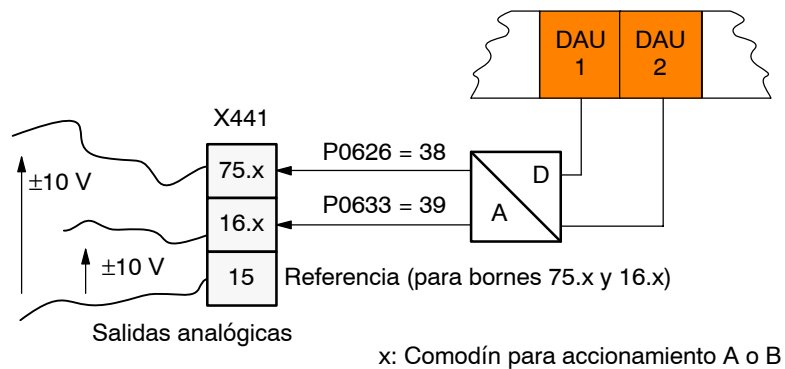 DAU
1
DAU
2
X441
75.x
P0626 = 38
D
A
±10 V
16.x
P0633 = 39
±10 V
15
Referencia (para bornes 75.x y 16.x)
Salidas analógicas
x: Comodín para accionamiento A o B